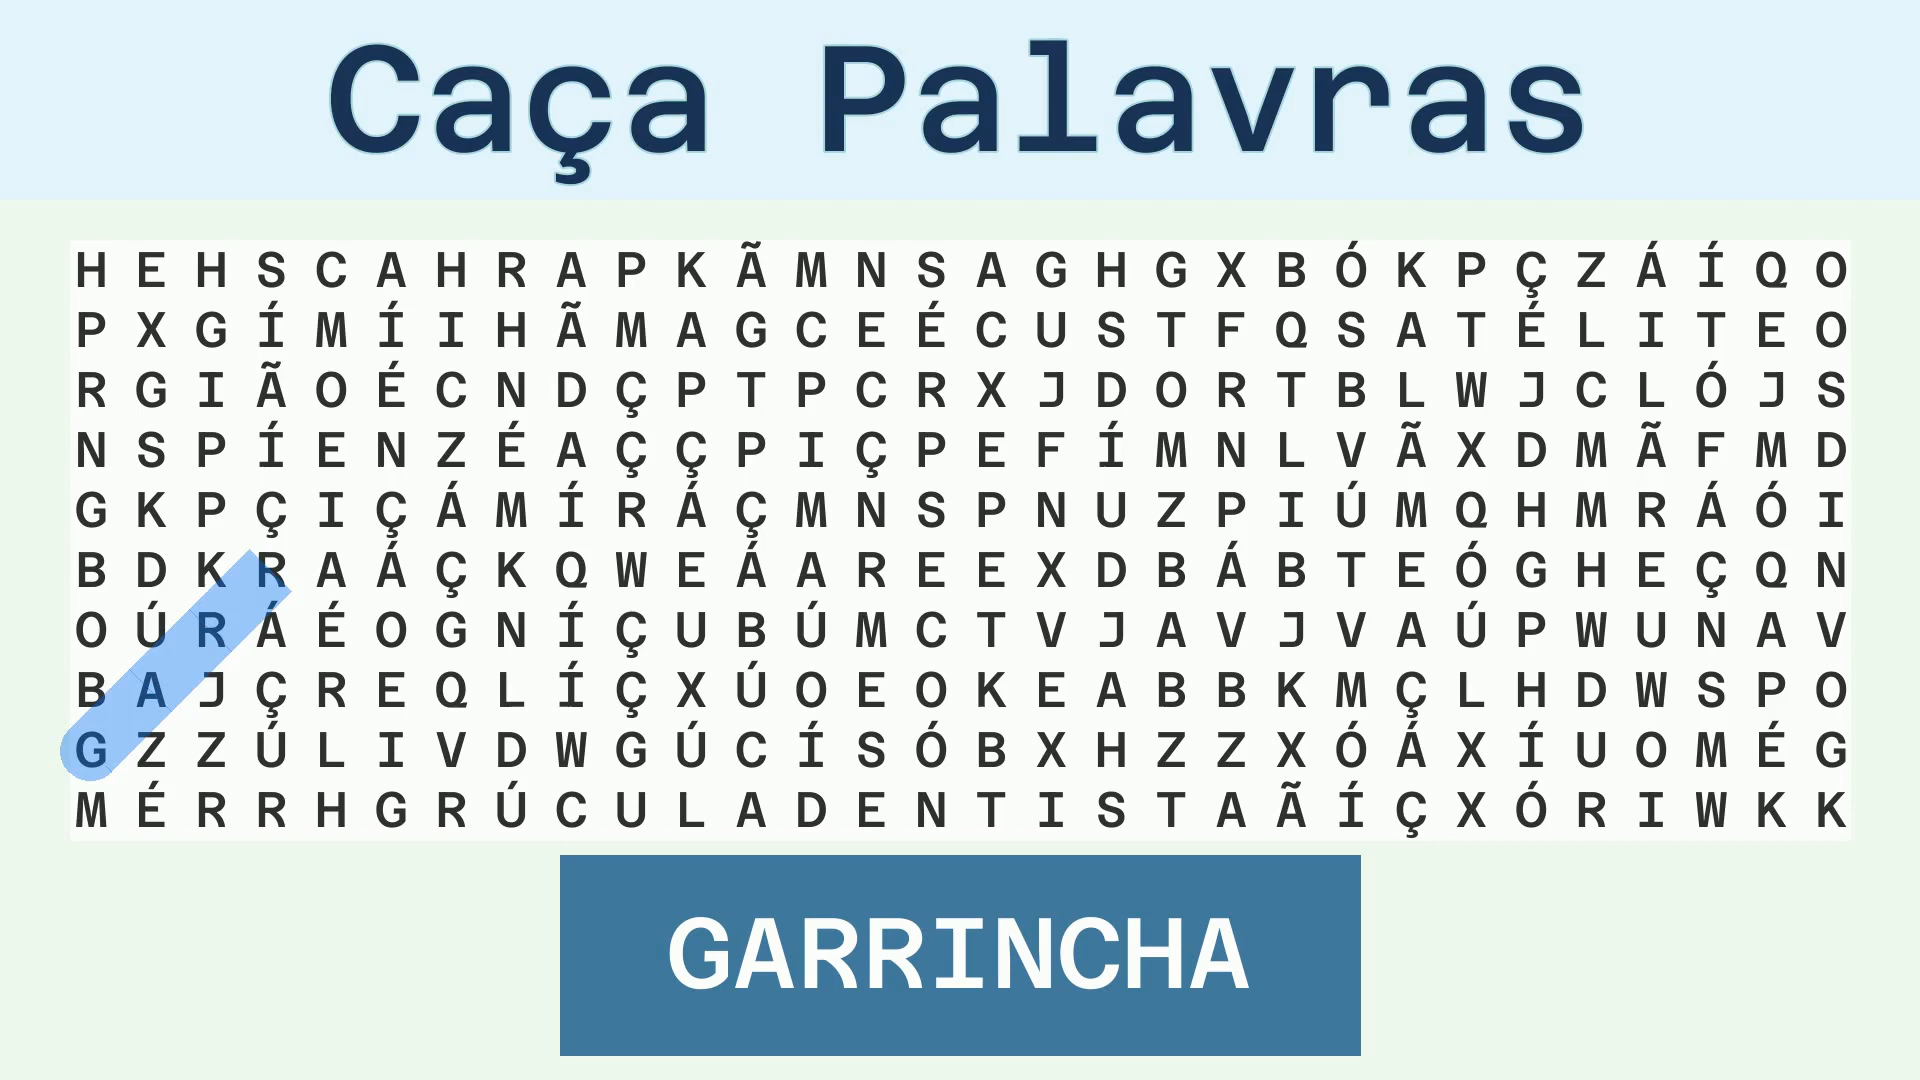 Caça Palavras
H E H S C A H R A P K Ã M N S A G H G X B Ó K P Ç Z Á Í Q O
P X G Í M Í I H Ã M A G C E É C U S T F Q S A T É L I T E O
R G I Ã O É C N D Ç P T P C R X J D O R T B L W J C L Ó J S
N S P Í E N Z É A Ç Ç P I Ç P E F Í M N L V Ã X D M Ã F M D
G K P Ç I Ç Á M Í R Á Ç M N S P N U Z P I Ú M Q H M R Á Ó I
B D K R A Á Ç K Q W E Á A R E E X D B Á B T E Ó G H E Ç Q N
O Ú R Á É O G N Í Ç U B Ú M C T V J A V J V A Ú P W U N A V
B A J Ç R E Q L Í Ç X Ú O E O K E A B B K M Ç L H D W S P O
G Z Z Ú L I V D W G Ú C Í S Ó B X H Z Z X Ó Á X Í U O M É G
M É R R H G R Ú C U L A D E N T I S T A Ã Í Ç X Ó R I W K K
GARRINCHA